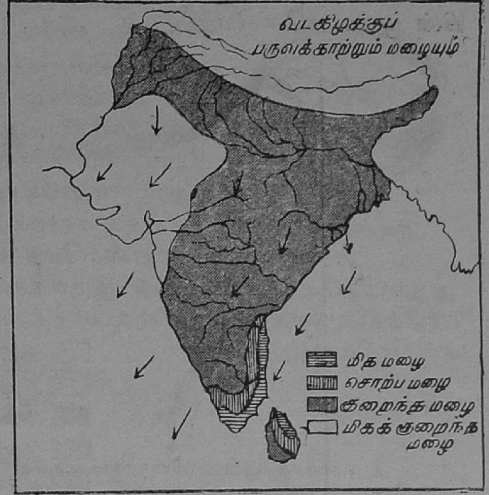 வடகிழக்குப்
பருவக்காற்றும் மழையும்
மித மழை
சொற்ப மழை
குறைந்த மழை
மிகக் குறைந்த
மழை